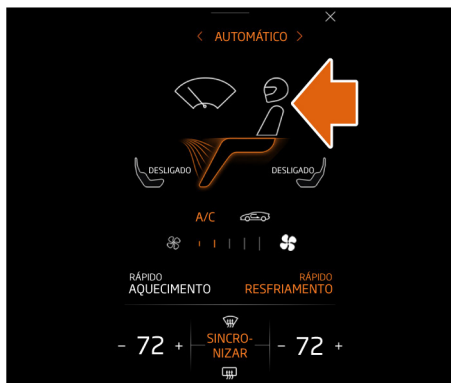 < AUTOMÁTICO >
DESLIGADO
DESLIGADO
A/C
RÁPIDO
AQUECIMENTO
RÁPIDO
RESFRIAMENTO
- 72 +
SINCRO-
NIZAR
- 72 +